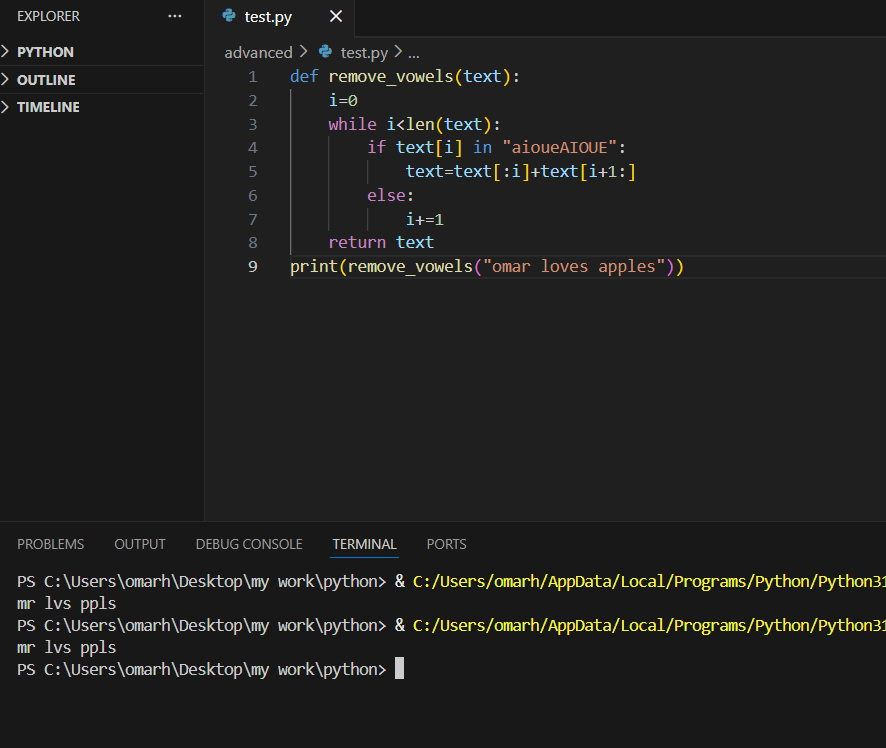 EXPLORER ...
PYTHON
OUTLINE
TIMELINE
test.py
advanced > test.py > ...
1 def remove_vowels(text):
2     i=0
3     while i<len(text):
4         if text[i] in "aioueAIOUE":
5             text=text[:i]+text[i+1:]
6         else:
7             i+=1
8     return text
9 print(remove_vowels("omar loves apples"))
PROBLEMS OUTPUT DEBUG CONSOLE TERMINAL PORTS
PS C:\Users\omarh\Desktop\my work\python> & C:/Users/omarh/AppData/Local/Programs/Python/Python31
mr lvs ppls
PS C:\Users\omarh\Desktop\my work\python> & C:/Users/omarh/AppData/Local/Programs/Python/Python31
mr lvs ppls
PS C:\Users\omarh\Desktop\my work\python>